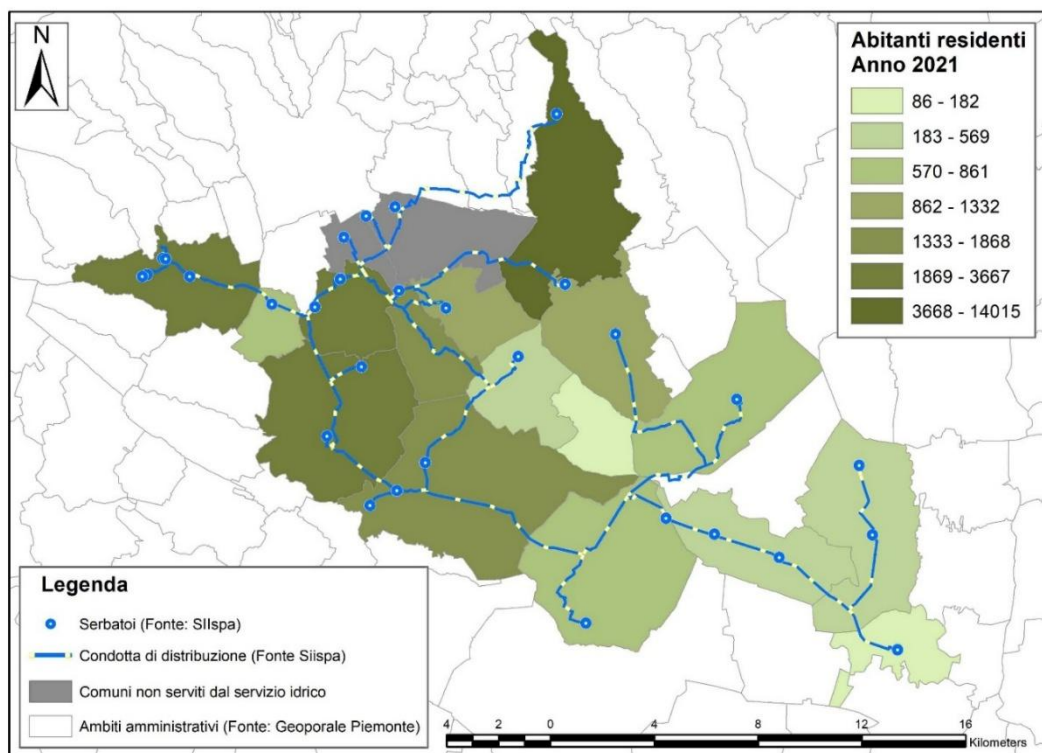 N
Abitanti residenti
Anno 2021
86 - 182
183 - 569
570 - 861
862 - 1332
1333 - 1868
1869 - 3667
3668 - 14015
Legenda
Serbatoi (Fonte: SIIspa)
Condotta di distribuzione (Fonte Siispa)
Comuni non serviti dal servizio idrico
Ambiti amministrativi (Fonte: Geoporale Piemonte)
4 2 0 4 8 12 16
Kilometers